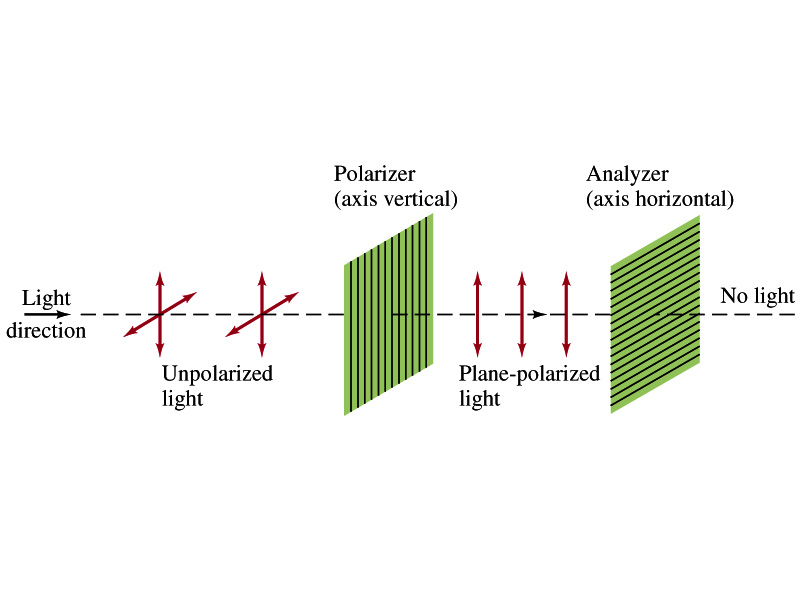 Polarizer
(axis vertical)
Analyzer
(axis horizontal)
Light
direction
No light
Unpolarized
light
Plane-polarized
light